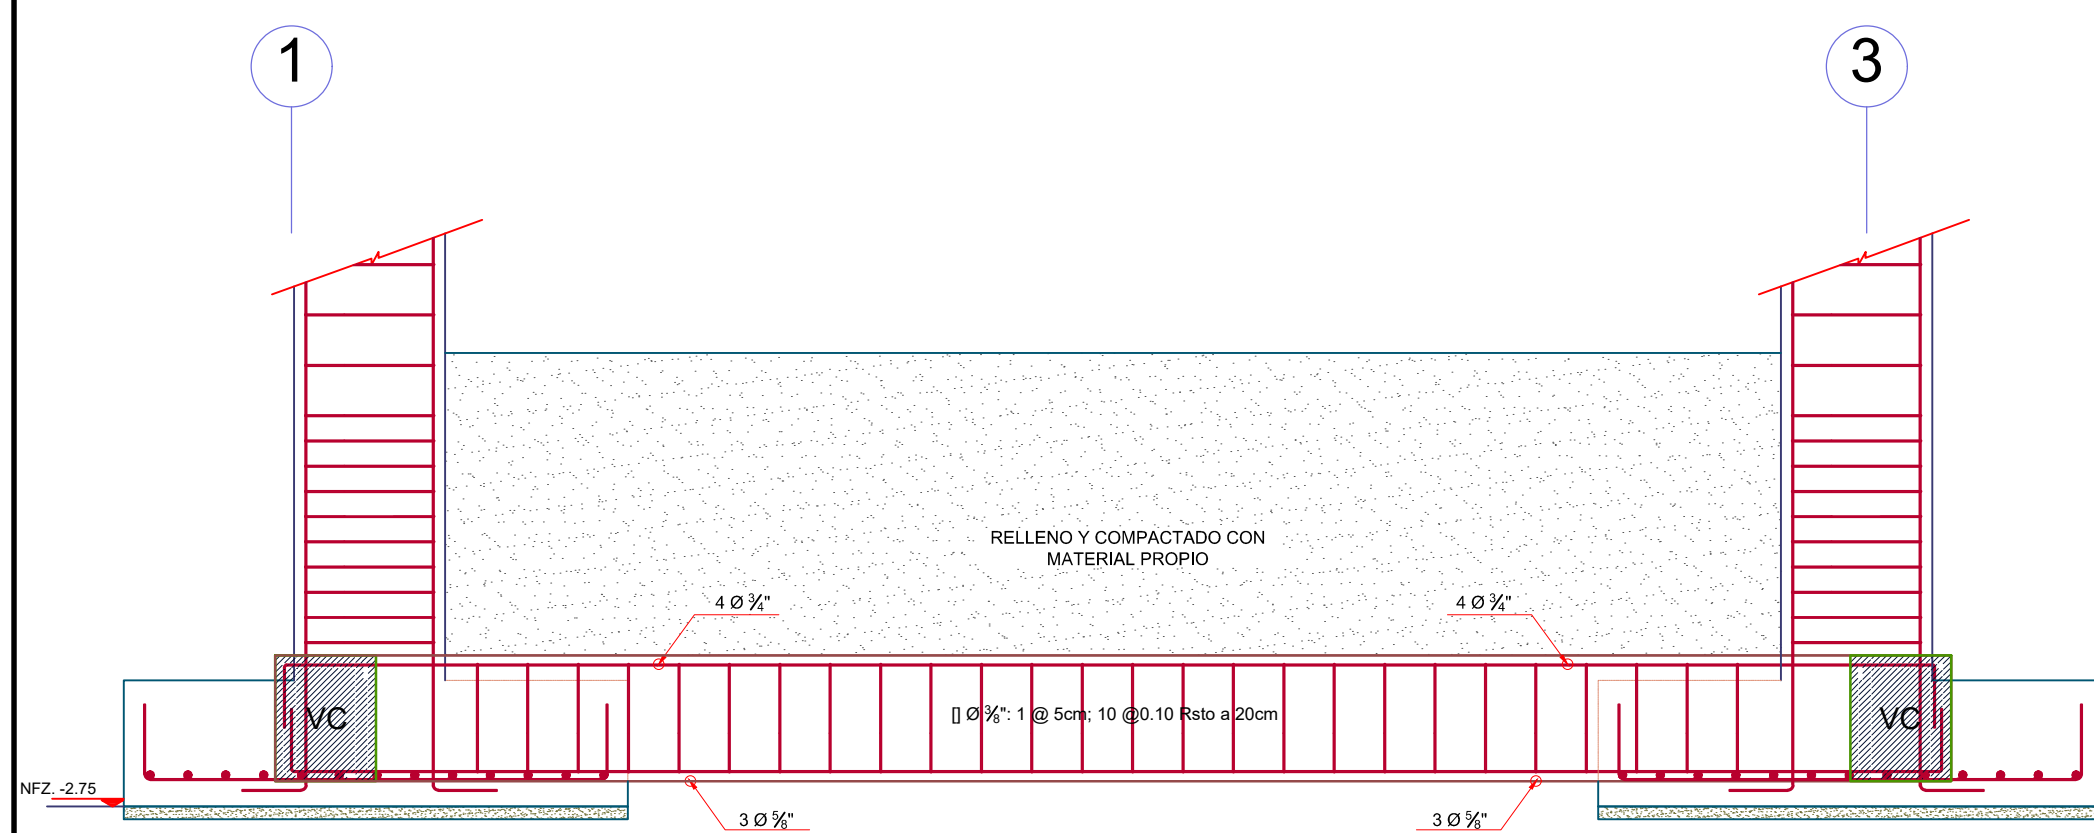 1
3
RELLENO Y COMPACTADO CON
MATERIAL PROPIO
4 Ø ¾"
4 Ø ¾"
VC
[] Ø ⅜": 1 @ 5cm; 10 @0.10 Rsto a 20cm
VC
NFZ. -2.75
3 Ø ⅝"
3 Ø ⅝"